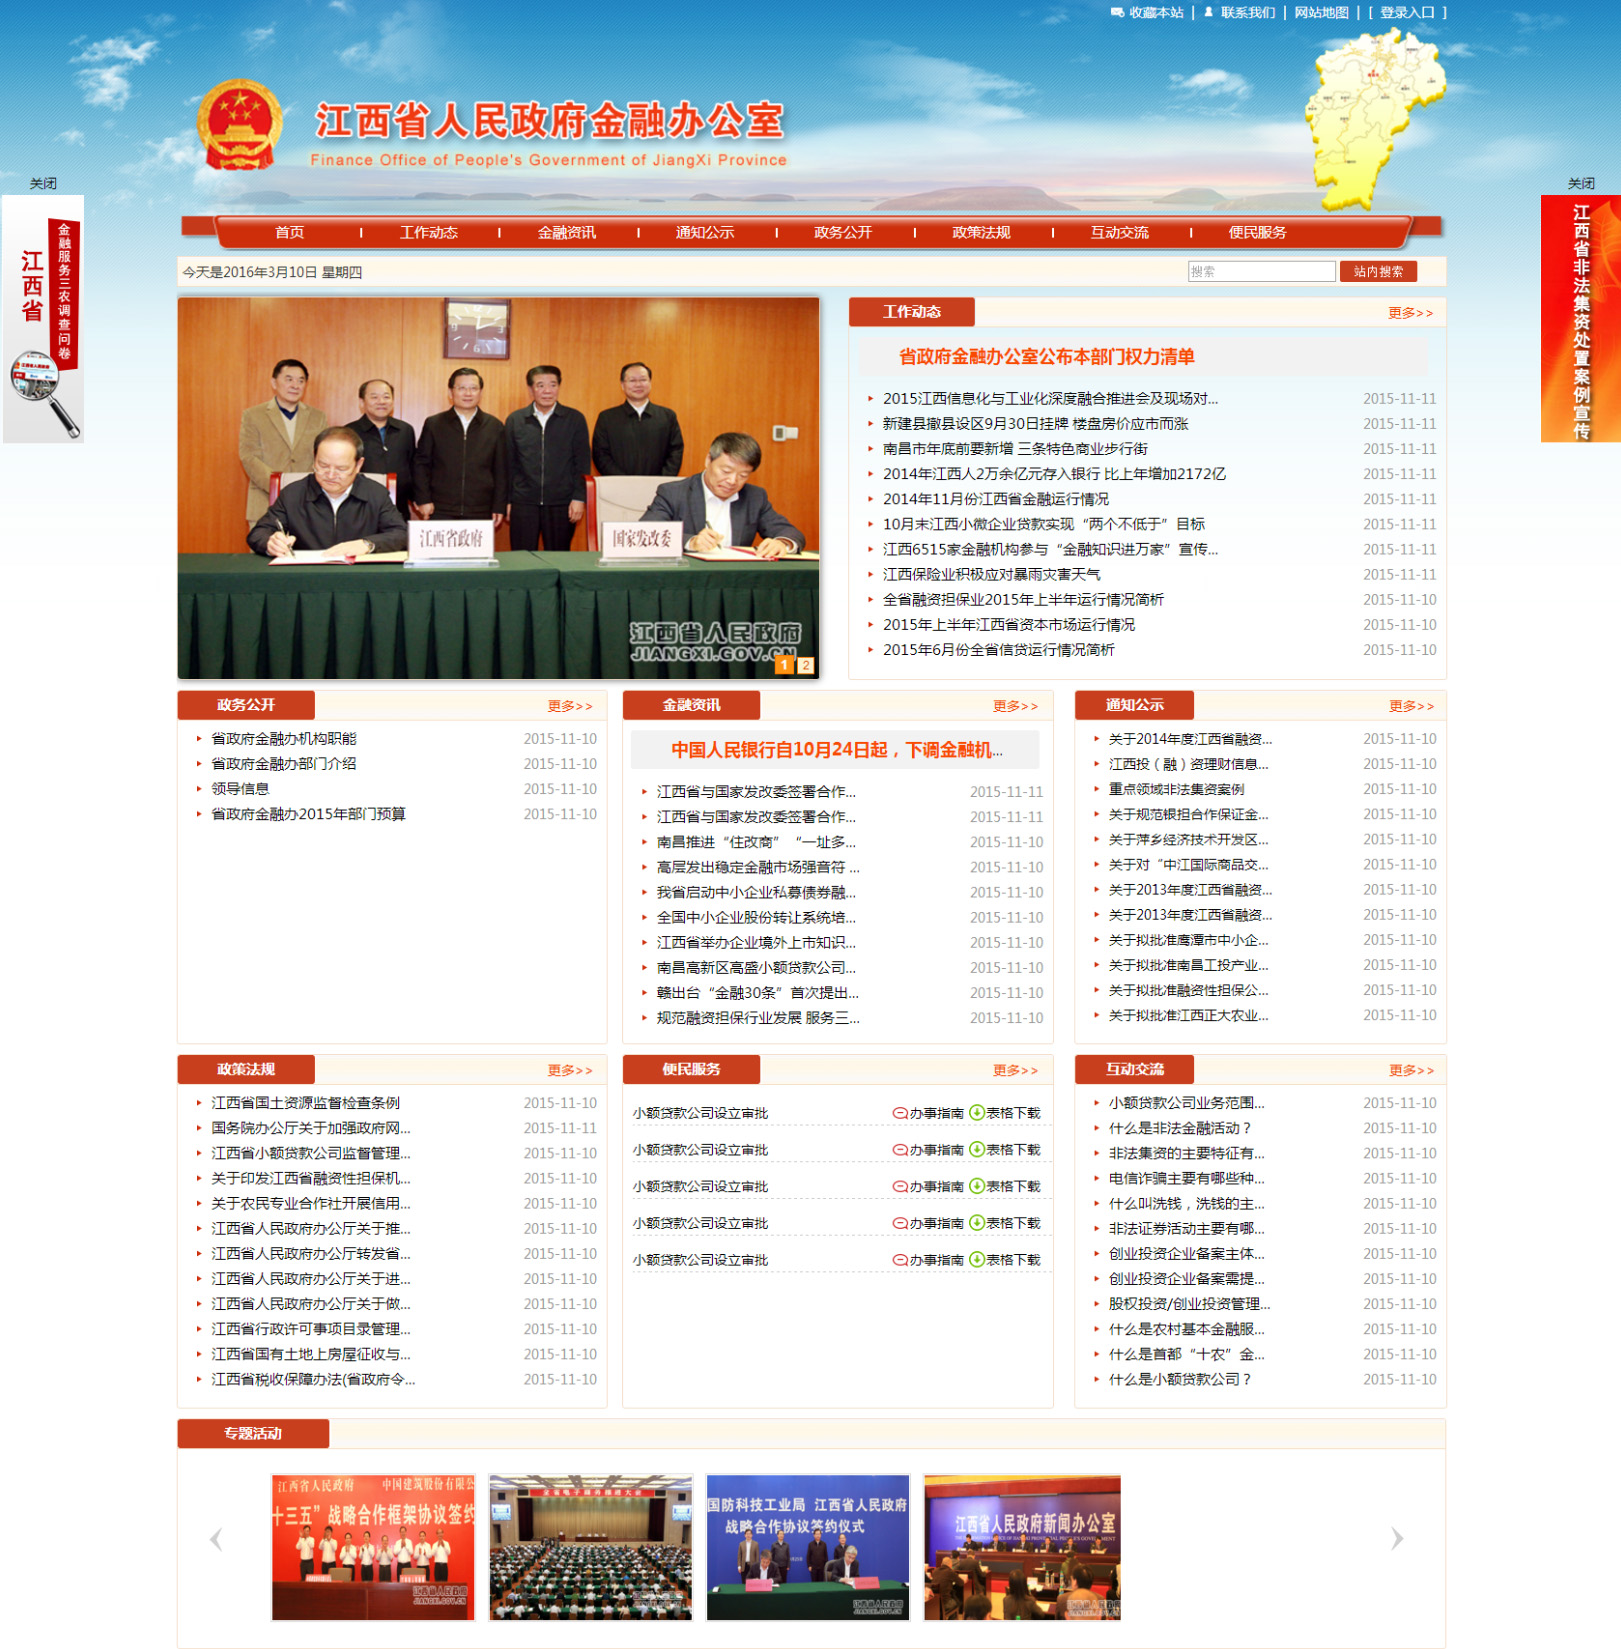 收藏本站 | 联系我们 | 网站地图 | [ 登录入口 ]
江西省人民政府金融办公室
Finance Office of People's Government of JiangXi Province
关闭
江西省
金融服务三农调查问卷
关闭
江西省非法集资处置案例宣传
首页 工作动态 金融资讯 通知公示 政务公开 政策法规 互动交流 便民服务
今天是2016年3月10日 星期四
搜索 站内搜索
江西省政府
国家发改委
江西省人民政府
JIANGXI.GOV.CN
1 2
工作动态 更多>>
省政府金融办公室公布本部门权力清单
2015江西信息化与工业化深度融合推进会及现场对... 2015-11-11
新建县撤县设区9月30日挂牌 楼盘房价应市而涨 2015-11-11
南昌市年底前要新增 三条特色商业步行街 2015-11-11
2014年江西人2万余亿元存入银行 比上年增加2172亿 2015-11-11
2014年11月份江西省金融运行情况 2015-11-11
10月末江西小微企业贷款实现“两个不低于”目标 2015-11-11
江西6515家金融机构参与“金融知识进万家”宣传... 2015-11-11
江西保险业积极应对暴雨灾害天气 2015-11-11
全省融资担保业2015年上半年运行情况简析 2015-11-10
2015年上半年江西省资本市场运行情况 2015-11-10
2015年6月份全省信贷运行情况简析 2015-11-10
政务公开 更多>>
省政府金融办机构职能 2015-11-10
省政府金融办部门介绍 2015-11-10
领导信息 2015-11-10
省政府金融办2015年部门预算 2015-11-10
金融资讯 更多>>
中国人民银行自10月24日起，下调金融机...
江西省与国家发改委签署合作... 2015-11-11
江西省与国家发改委签署合作... 2015-11-11
南昌推进“住改商” “一址多... 2015-11-10
高层发出稳定金融市场强音符 ... 2015-11-10
我省启动中小企业私募债券融... 2015-11-10
全国中小企业股份转让系统培... 2015-11-10
江西省举办企业境外上市知识... 2015-11-10
南昌高新区高盛小额贷款公司... 2015-11-10
赣出台“金融30条”首次提出... 2015-11-10
规范融资担保行业发展 服务三... 2015-11-10
通知公示 更多>>
关于2014年度江西省融资... 2015-11-10
江西投（融）资理财信息... 2015-11-10
重点领域非法集资案例 2015-11-10
关于规范银担合作保证金... 2015-11-10
关于萍乡经济技术开发区... 2015-11-10
关于对“中江国际商品交... 2015-11-10
关于2013年度江西省融资... 2015-11-10
关于2013年度江西省融资... 2015-11-10
关于拟批准鹰潭市中小企... 2015-11-10
关于拟批准南昌工投产业... 2015-11-10
关于拟批准融资性担保公... 2015-11-10
关于拟批准江西正大农业... 2015-11-10
政策法规 更多>>
江西省国土资源监督检查条例 2015-11-10
国务院办公厅关于加强政府网... 2015-11-11
江西省小额贷款公司监督管理... 2015-11-10
关于印发江西省融资性担保机... 2015-11-10
关于农民专业合作社开展信用... 2015-11-10
江西省人民政府办公厅关于推... 2015-11-10
江西省人民政府办公厅转发省... 2015-11-10
江西省人民政府办公厅关于进... 2015-11-10
江西省人民政府办公厅关于做... 2015-11-10
江西省行政许可事项目录管理... 2015-11-10
江西省国有土地上房屋征收与... 2015-11-10
江西省税收保障办法(省政府令... 2015-11-10
便民服务 更多>>
小额贷款公司设立审批 办事指南 表格下载
小额贷款公司设立审批 办事指南 表格下载
小额贷款公司设立审批 办事指南 表格下载
小额贷款公司设立审批 办事指南 表格下载
小额贷款公司设立审批 办事指南 表格下载
互动交流 更多>>
小额贷款公司业务范围... 2015-11-10
什么是非法金融活动？ 2015-11-10
非法集资的主要特征有... 2015-11-10
电信诈骗主要有哪些种... 2015-11-10
什么叫洗钱，洗钱的主... 2015-11-10
非法证券活动主要有哪... 2015-11-10
创业投资企业备案主体... 2015-11-10
创业投资企业备案需提... 2015-11-10
股权投资/创业投资管理... 2015-11-10
什么是农村基本金融服... 2015-11-10
什么是首都“十农”金... 2015-11-10
什么是小额贷款公司？ 2015-11-10
专题活动
江西省人民政府 中国建筑股份有限公
十三五”战略合作框架协议签约
江西省人民政府
JIANGXI.GOV.CN
全省电子商务推进大会
国防科技工业局 江西省人民政府
战略合作协议签约仪式
江西省人民政府
JIANGXI.GOV.CN
江西省人民政府新闻办公室